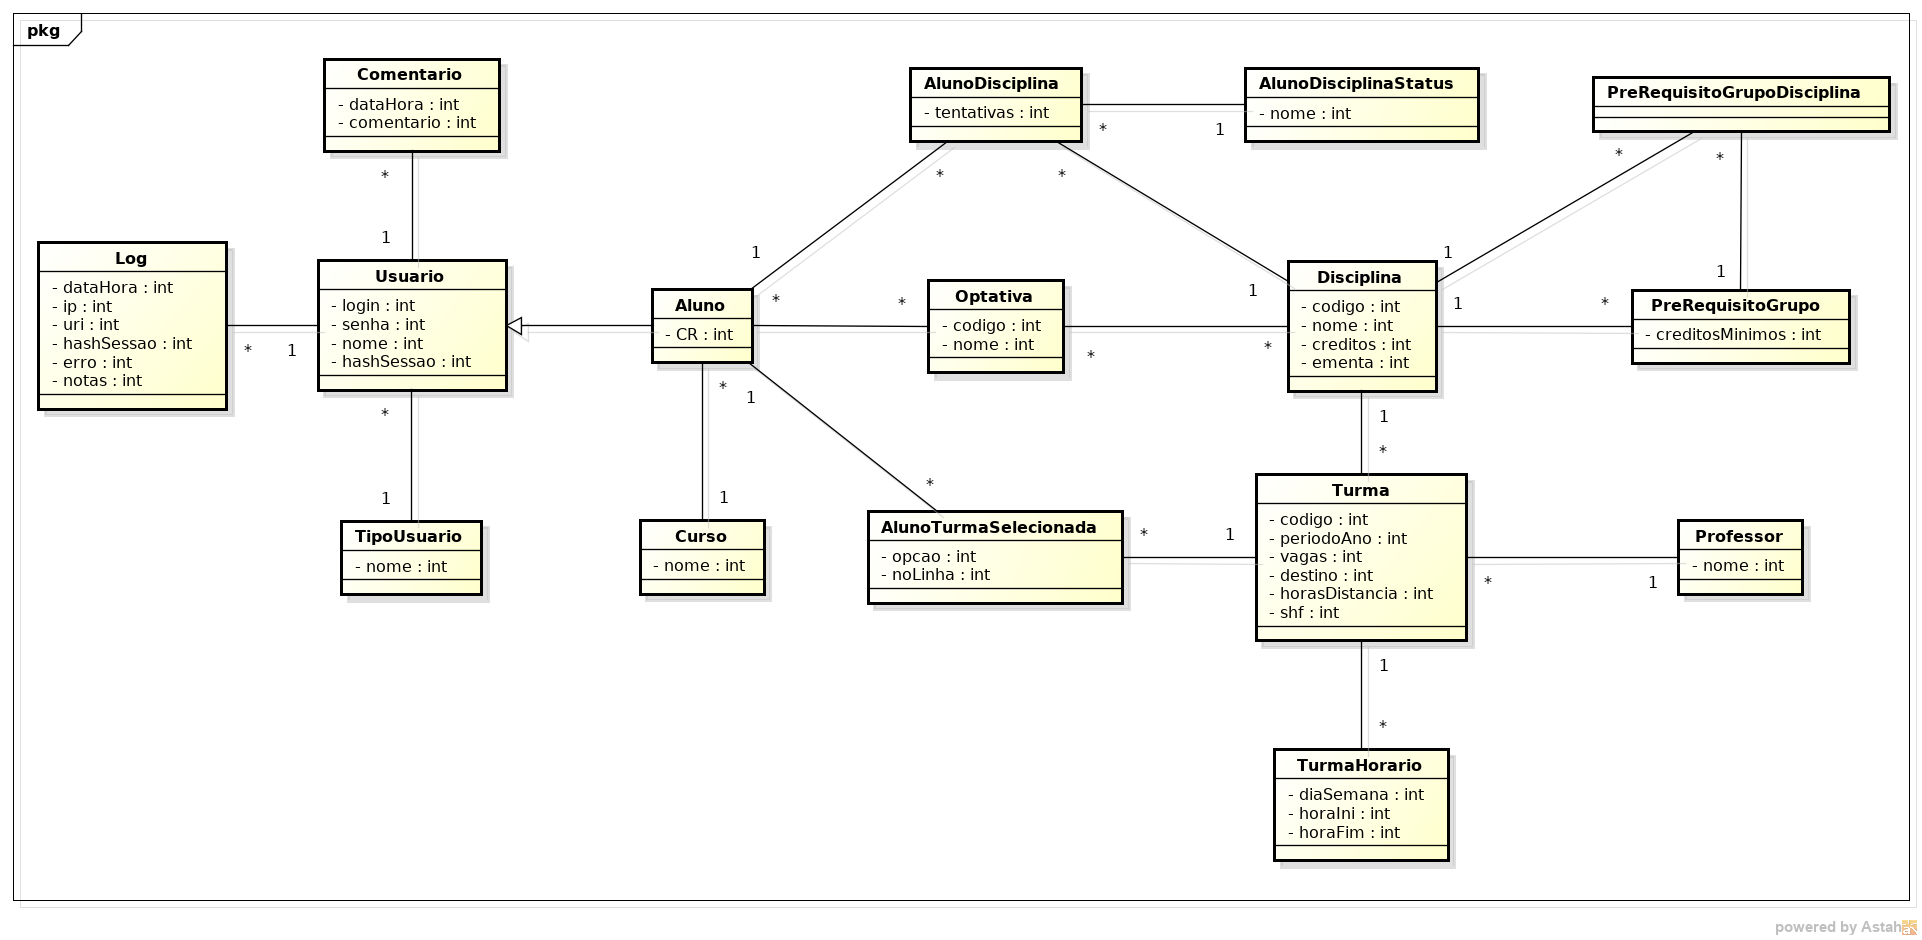 pkg
Comentario
- dataHora : int
- comentario : int
*
1
Log
- dataHora : int
- ip : int
- uri : int
- hashSessao : int
- erro : int
- notas : int
*
1
Usuario
- login : int
- senha : int
- nome : int
- hashSessao : int
*
1
TipoUsuario
- nome : int
Aluno
- CR : int
*
1
Curso
- nome : int
AlunoDisciplina
- tentativas : int
*
1
AlunoDisciplinaStatus
- nome : int
*
1
*
1
*
*
Optativa
- codigo : int
- nome : int
*
*
Disciplina
- codigo : int
- nome : int
- creditos : int
- ementa : int
PreRequisitoGrupoDisciplina
*
1
*
1
1
*
PreRequisitoGrupo
- creditosMinimos : int
1
*
AlunoTurmaSelecionada
- opcao : int
- noLinha : int
*
1
1
*
Turma
- codigo : int
- periodoAno : int
- vagas : int
- destino : int
- horasDistancia : int
- shf : int
*
1
Professor
- nome : int
1
*
TurmaHorario
- diaSemana : int
- horaIni : int
- horaFim : int
powered by Astah